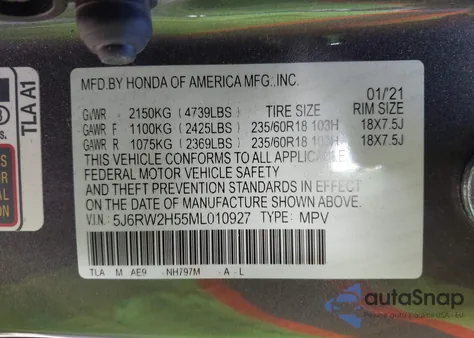 TLA A1
MFD.BY HONDA OF AMERICA MFG.,INC.
01/21
GVWR 2150KG (4739LBS) TIRE SIZE RIM SIZE
GAWR F 1100KG (2425LBS) 235/60R18 103H 18X7.5J
GAWR R 1075KG (2369LBS) 235/60R18 103H 18X7.5J
THIS VEHICLE CONFORMS TO ALL APPLICABLE
FEDERAL MOTOR VEHICLE SAFETY
AND THEFT PREVENTION STANDARDS IN EFFECT
ON THE DATE OF MANUFACTURE SHOWN ABOVE.
V.I.N: 5J6RW2H55ML010927 TYPE: MPV
TLA M AE9 NH797M A - L
autoSnap